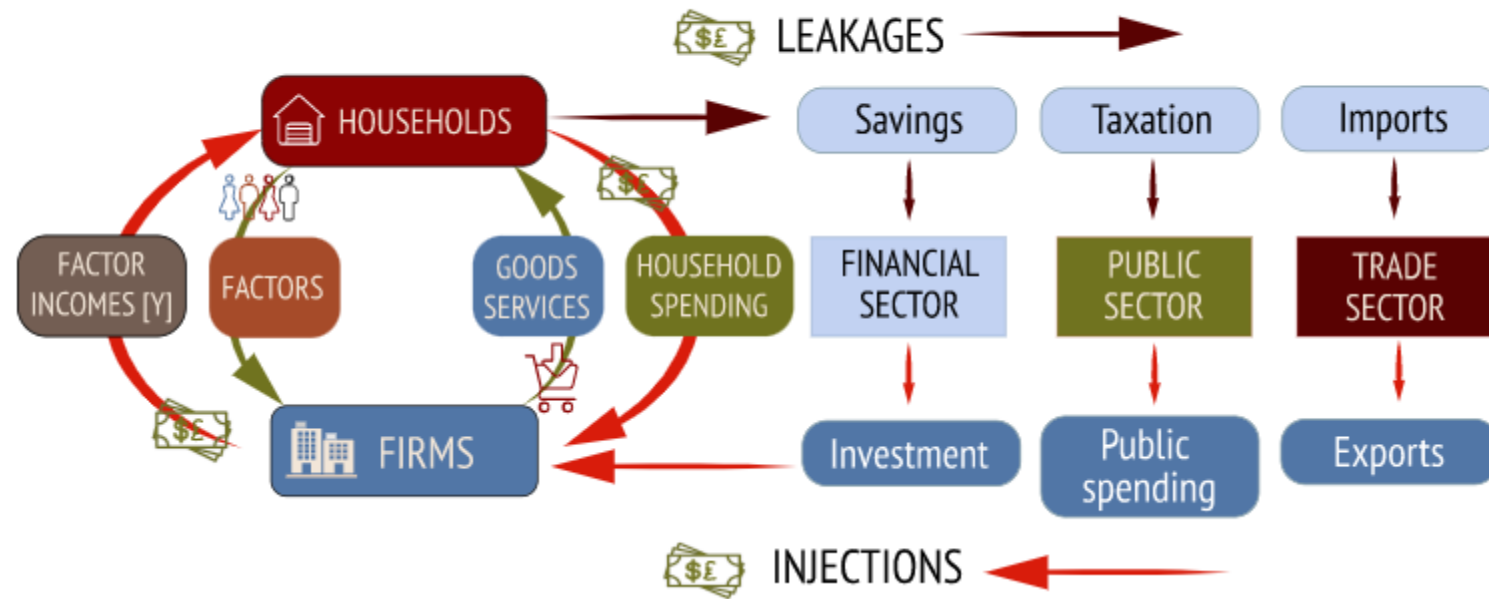 $£ LEAKAGES
HOUSEHOLDS
Savings
Taxation
Imports
$£
FACTOR
INCOMES [Y]
FACTORS
GOODS
SERVICES
HOUSEHOLD
SPENDING
FINANCIAL
SECTOR
PUBLIC
SECTOR
TRADE
SECTOR
$£
FIRMS
Investment
Public
spending
Exports
$£ INJECTIONS